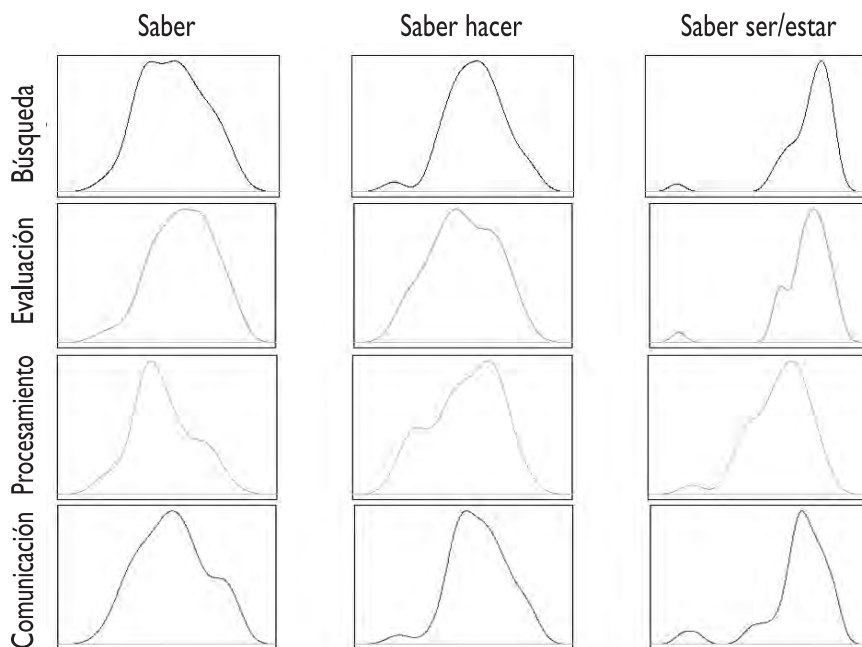 Saber Saber hacer Saber ser/estar
Búsqueda
Evaluación
Procesamiento
Comunicación